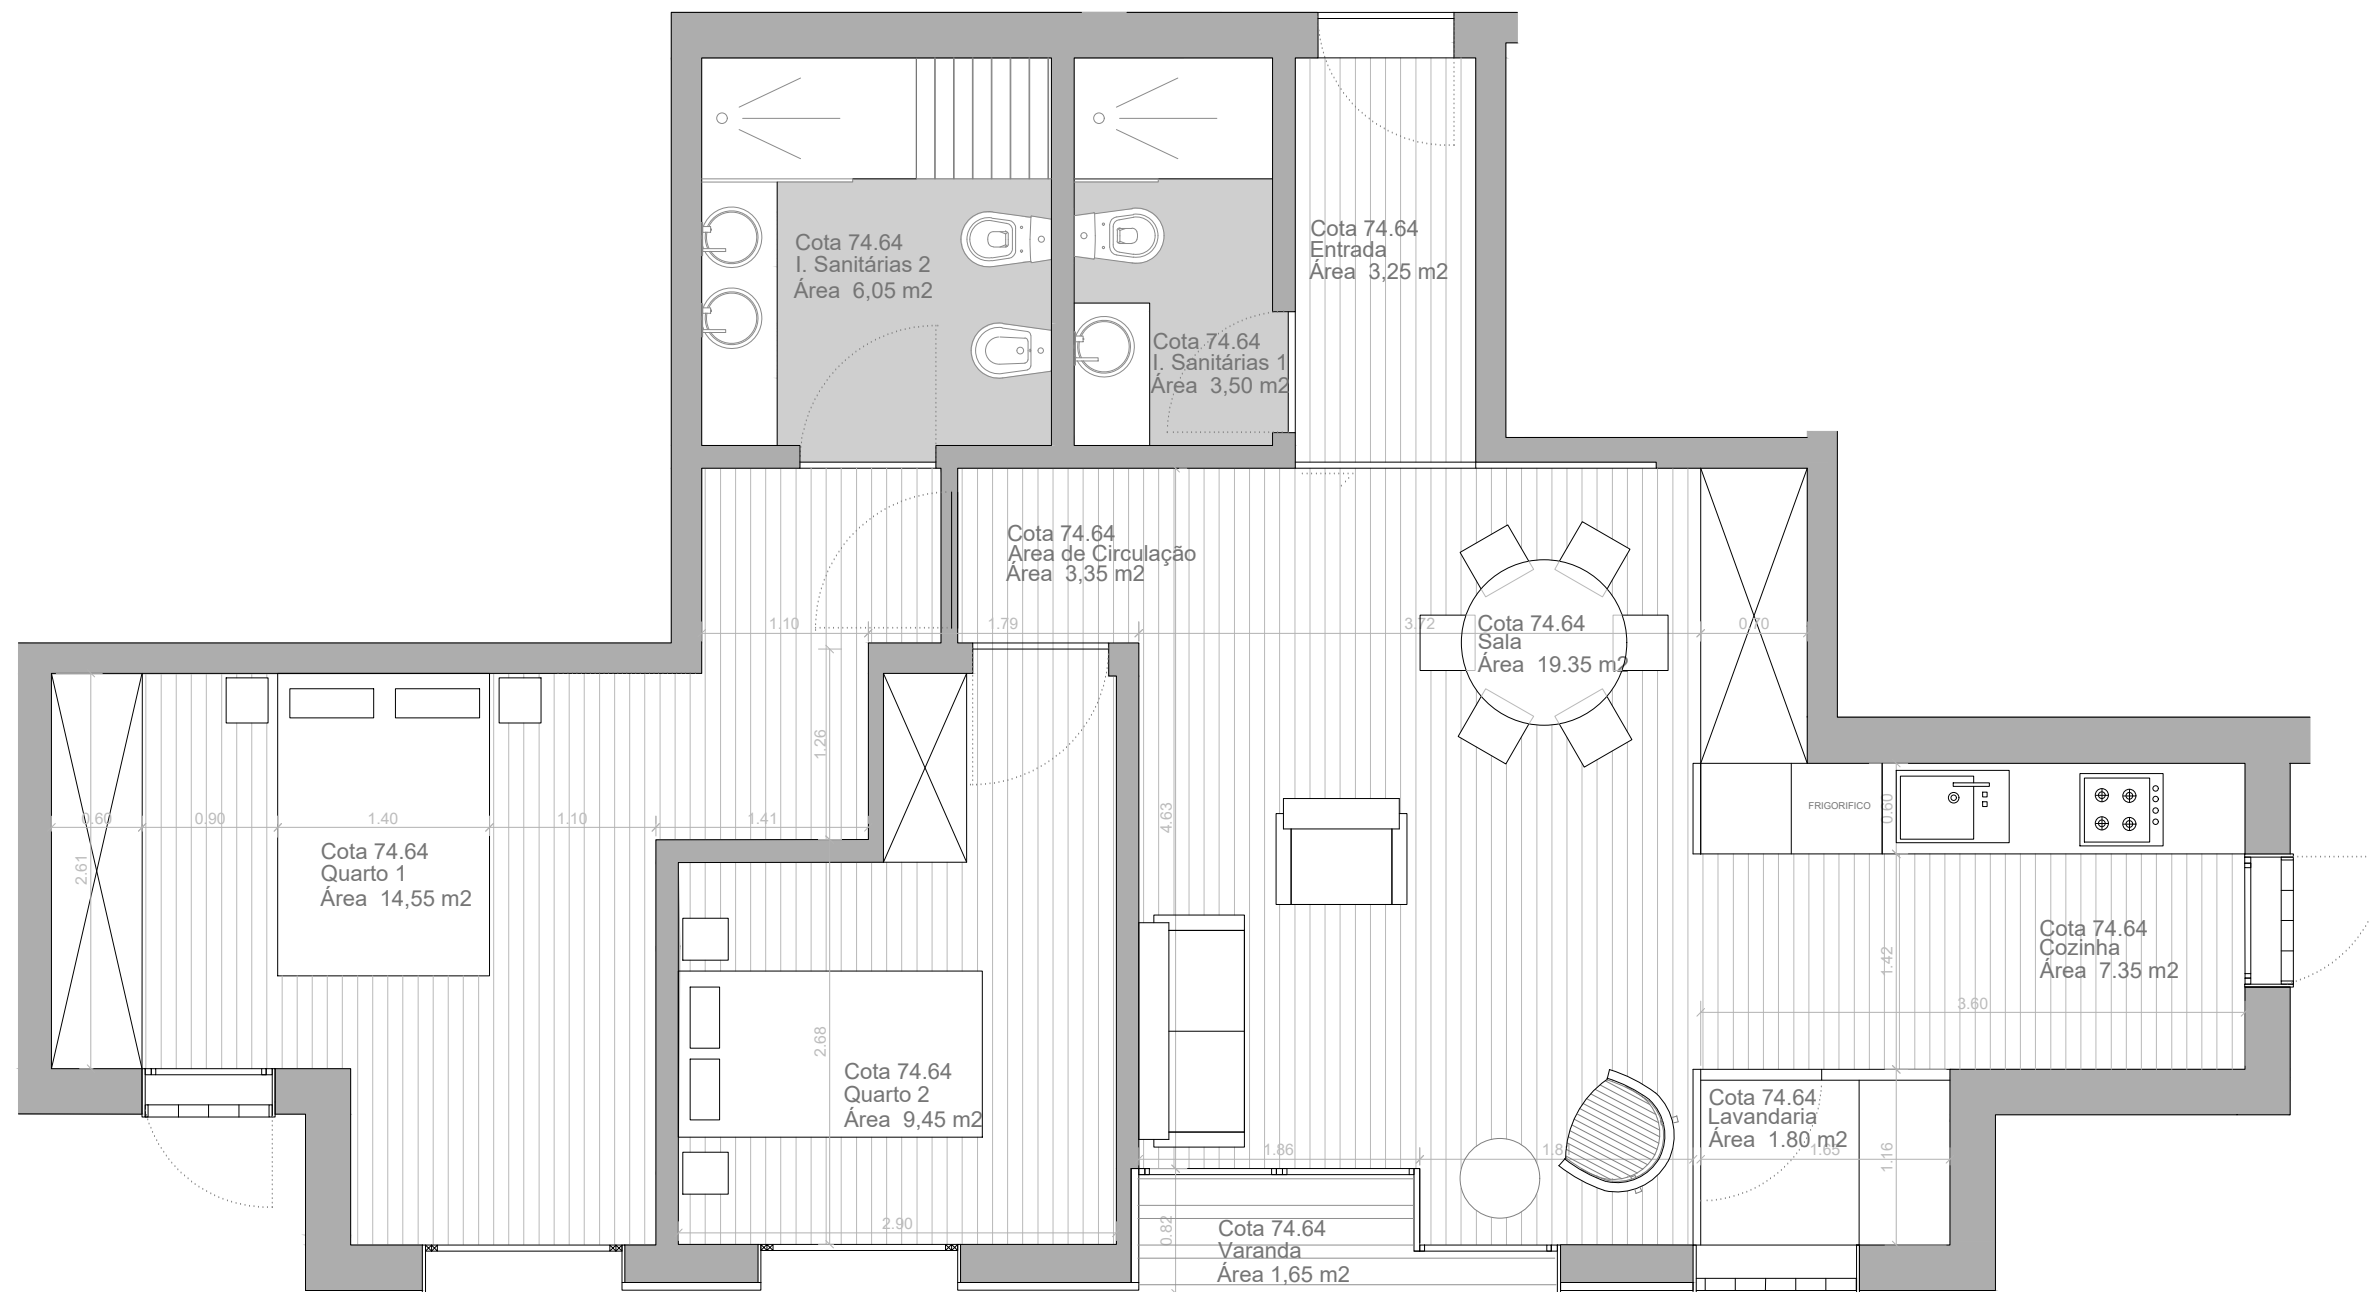 Cota 74.64
I. Sanitárias 2
Área 6,05 m2
Cota 74.64
I. Sanitárias 1
Área 3,50 m2
Cota 74.64
Entrada
Área 3,25 m2
Cota 74.64
Area de Circulação
Área 3,35 m2
1.10
1.79
3.72
0.70
Cota 74.64
Sala
Área 19.35 m2
1.26
0.60
0.90
1.40
1.10
1.41
2.61
4.63
FRIGORIFICO
0.60
Cota 74.64
Quarto 1
Área 14,55 m2
Cota 74.64
Cozinha
Área 7.35 m2
1.42
3.60
2.68
Cota 74.64
Quarto 2
Área 9,45 m2
Cota 74.64
Lavandaria
Área 1.80 m2
1.86
1.65
1.16
2.90
0.82
Cota 74.64
Varanda
Área 1,65 m2